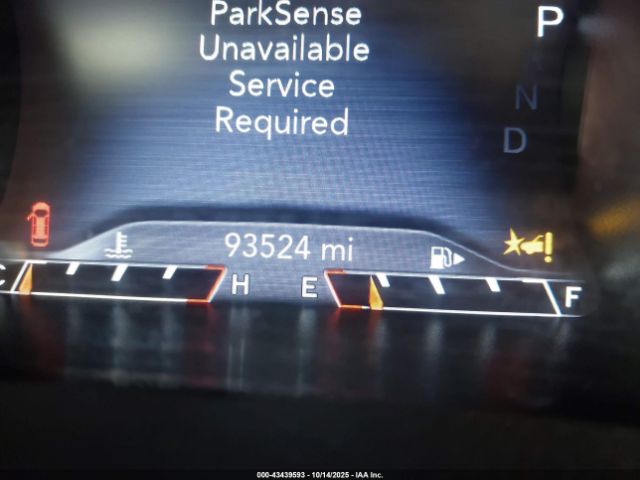 ParkSense
Unavailable
Service
Required
P
N
D
93524 mi
C H E F
000-43439593 - 10/14/2025 - IAA Inc.